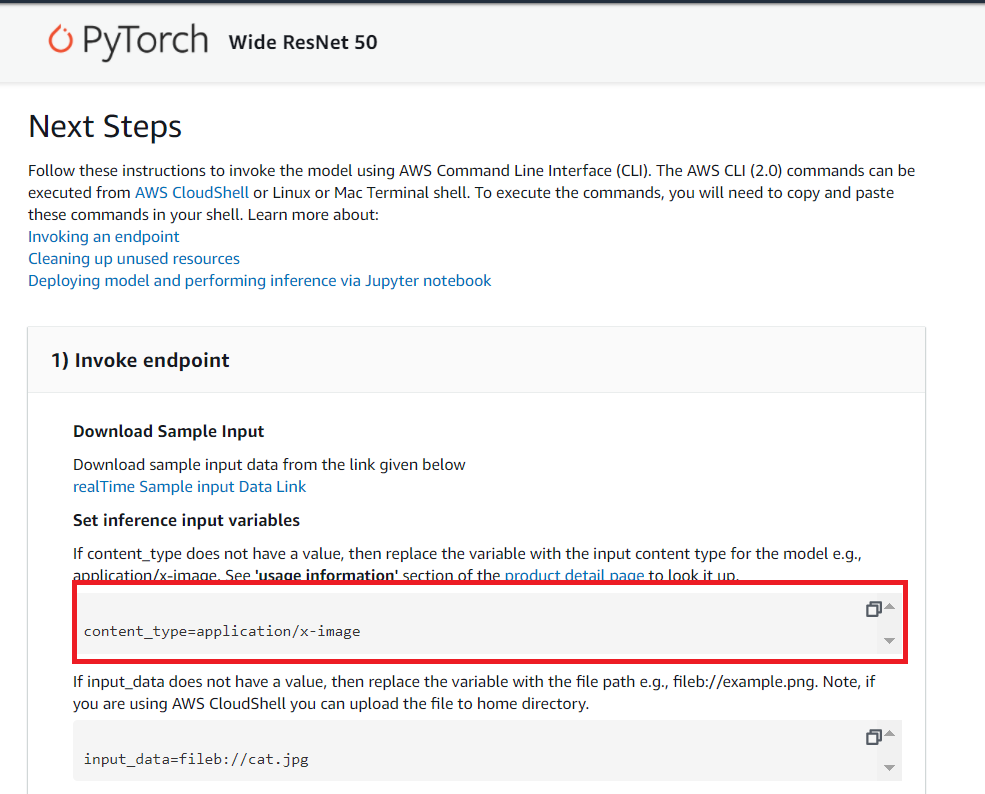 PyTorch Wide ResNet 50
Next Steps
Follow these instructions to invoke the model using AWS Command Line Interface (CLI). The AWS CLI (2.0) commands can be
executed from AWS CloudShell or Linux or Mac Terminal shell. To execute the commands, you will need to copy and paste
these commands in your shell. Learn more about:
Invoking an endpoint
Cleaning up unused resources
Deploying model and performing inference via Jupyter notebook
1) Invoke endpoint
Download Sample Input
Download sample input data from the link given below
realTime Sample input Data Link
Set inference input variables
If content_type does not have a value, then replace the variable with the input content type for the model e.g.,
application/x-image. See 'usage information' section of the product detail page to look it up.
content_type=application/x-image
If input_data does not have a value, then replace the variable with the file path e.g., fileb://example.png. Note, if
you are using AWS CloudShell you can upload the file to home directory.
input_data=fileb://cat.jpg